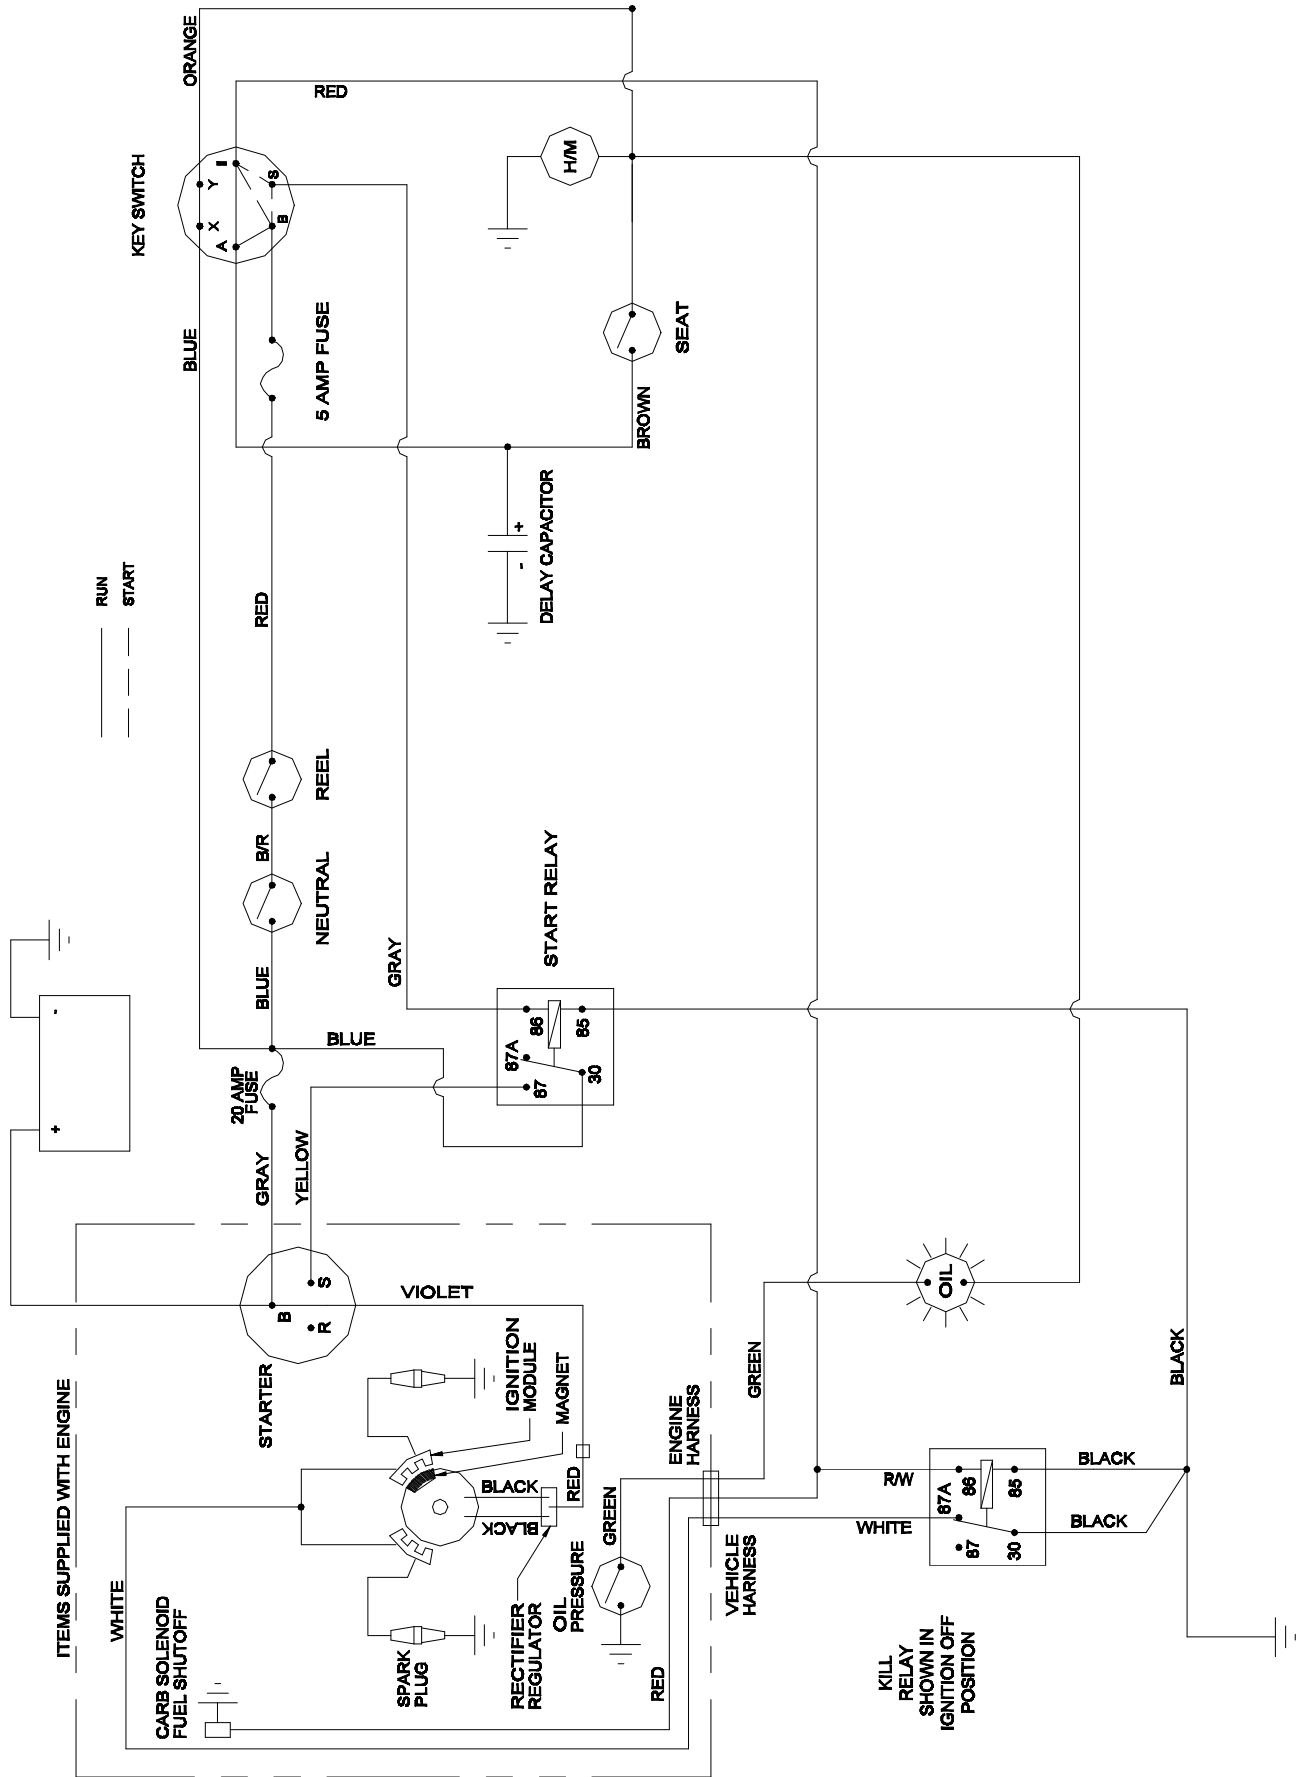 ITEMS SUPPLIED WITH ENGINE
WHITE
CARB SOLENOID
FUEL SHUTOFF
STARTER
B
S
R
GRAY
YELLOW
VIOLET
SPARK
PLUG
RECTIFIER
REGULATOR
BLACK
BLACK
IGNITION
MODULE
MAGNET
RED
OIL
PRESSURE
GREEN
RED
ENGINE
HARNESS
VEHICLE
HARNESS
GREEN
OIL
WHITE
R/W
87A
86
87
85
30
BLACK
BLACK
BLACK
KILL
RELAY
SHOWN IN
IGNITION OFF
POSITION
+
-
20 AMP
FUSE
BLUE
BLUE
NEUTRAL
B/R
REEL
RED
GRAY
START RELAY
87A
86
87
85
30
RUN
START
5 AMP FUSE
DELAY CAPACITOR
-
+
BLUE
KEY SWITCH
X
Y
A
I
B
S
ORANGE
RED
H/M
SEAT
BROWN